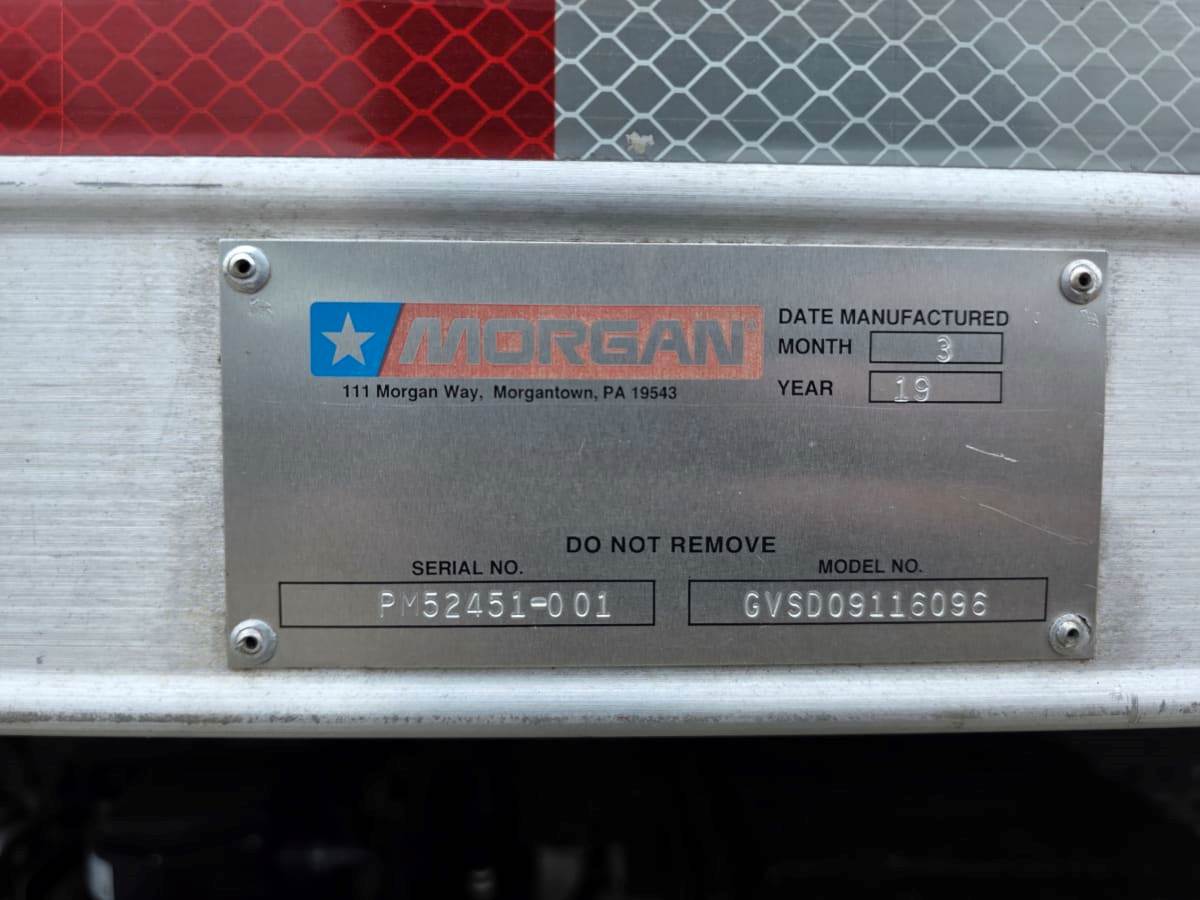 MORGAN®
111 Morgan Way, Morgantown, PA 19543
DATE MANUFACTURED
MONTH 3
YEAR 19
DO NOT REMOVE
SERIAL NO. MODEL NO.
PM52451-001 GVSD09116096